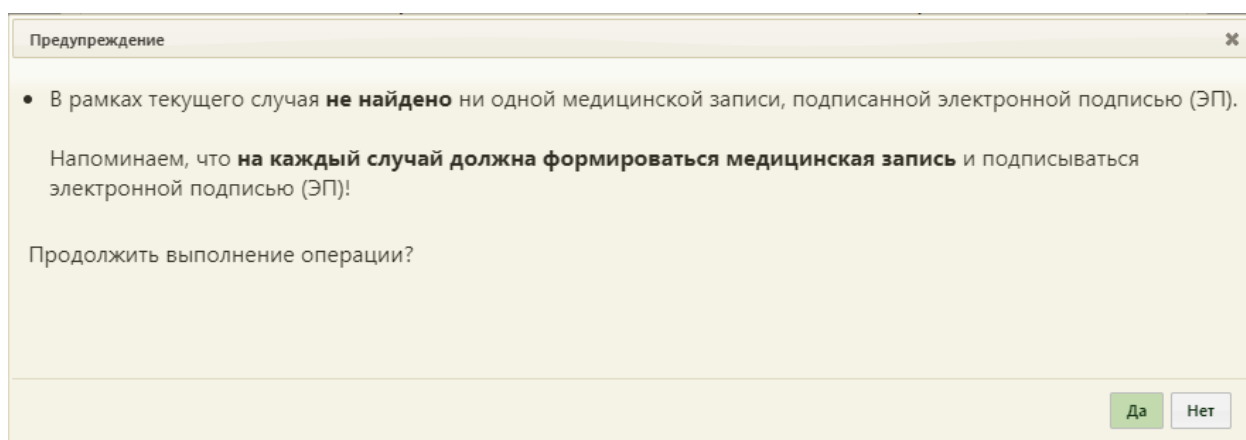 Предупреждение
В рамках текущего случая не найдено ни одной медицинской записи, подписанной электронной подписью (ЭП).
Напоминаем, что на каждый случай должна формироваться медицинская запись и подписываться
электронной подписью (ЭП)!
Продолжить выполнение операции?
Да Нет